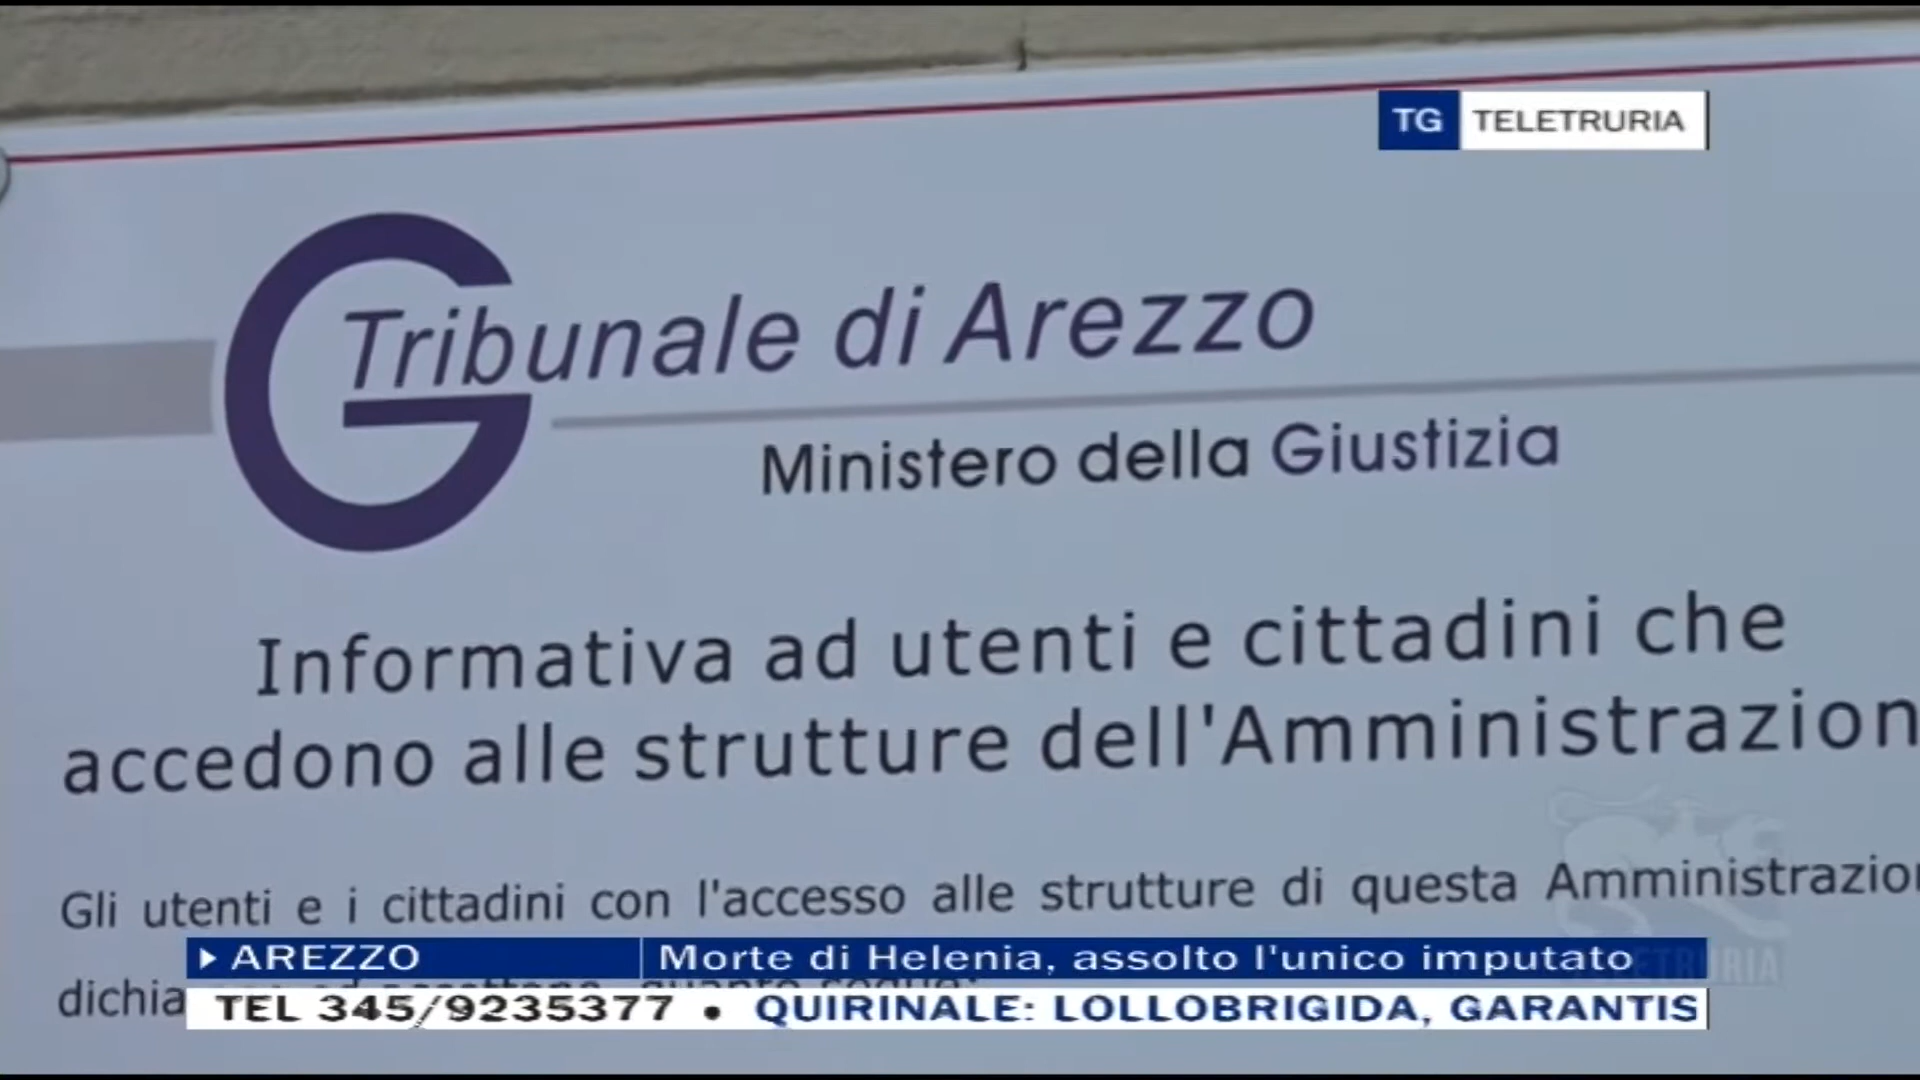 TG TELETRURIA
Tribunale di Arezzo
Ministero della Giustizia
Informativa ad utenti e cittadini che
accedono alle strutture dell'Amministrazion
Gli utenti e i cittadini con l'accesso alle strutture di questa Amministrazion
AREZZO
Morte di Helenia, assolto l'unico imputato
TELETRURIA
dichia
TEL 345/9235377 • QUIRINALE: LOLLOBRIGIDA, GARANTIS